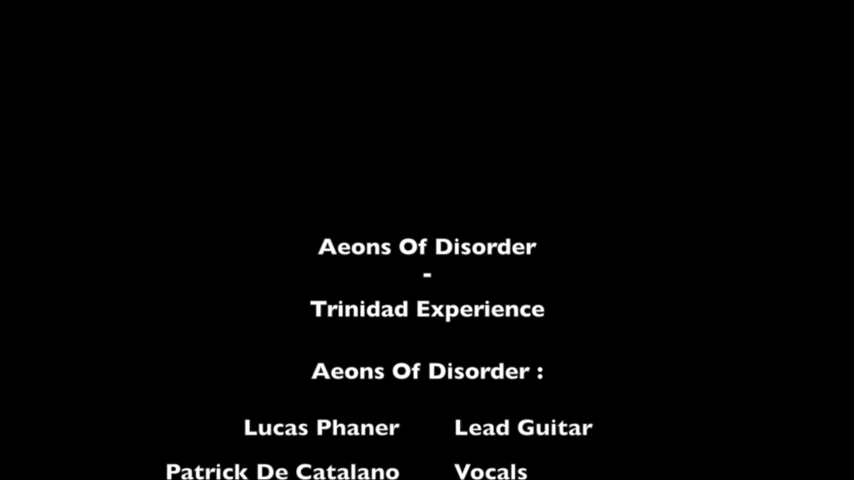 Aeons Of Disorder
-
Trinidad Experience
Aeons Of Disorder :
Lucas Phaner Lead Guitar
Patrick De Catalano Vocals